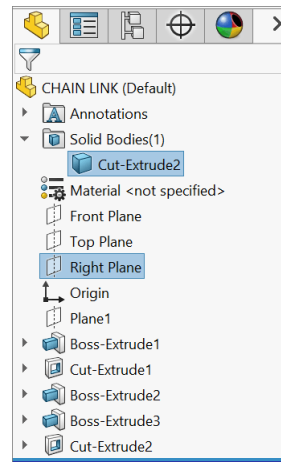 CHAIN LINK (Default)
Annotations
Solid Bodies(1)
Cut-Extrude2
Material <not specified>
Front Plane
Top Plane
Right Plane
Origin
Plane1
Boss-Extrude1
Cut-Extrude1
Boss-Extrude2
Boss-Extrude3
Cut-Extrude2